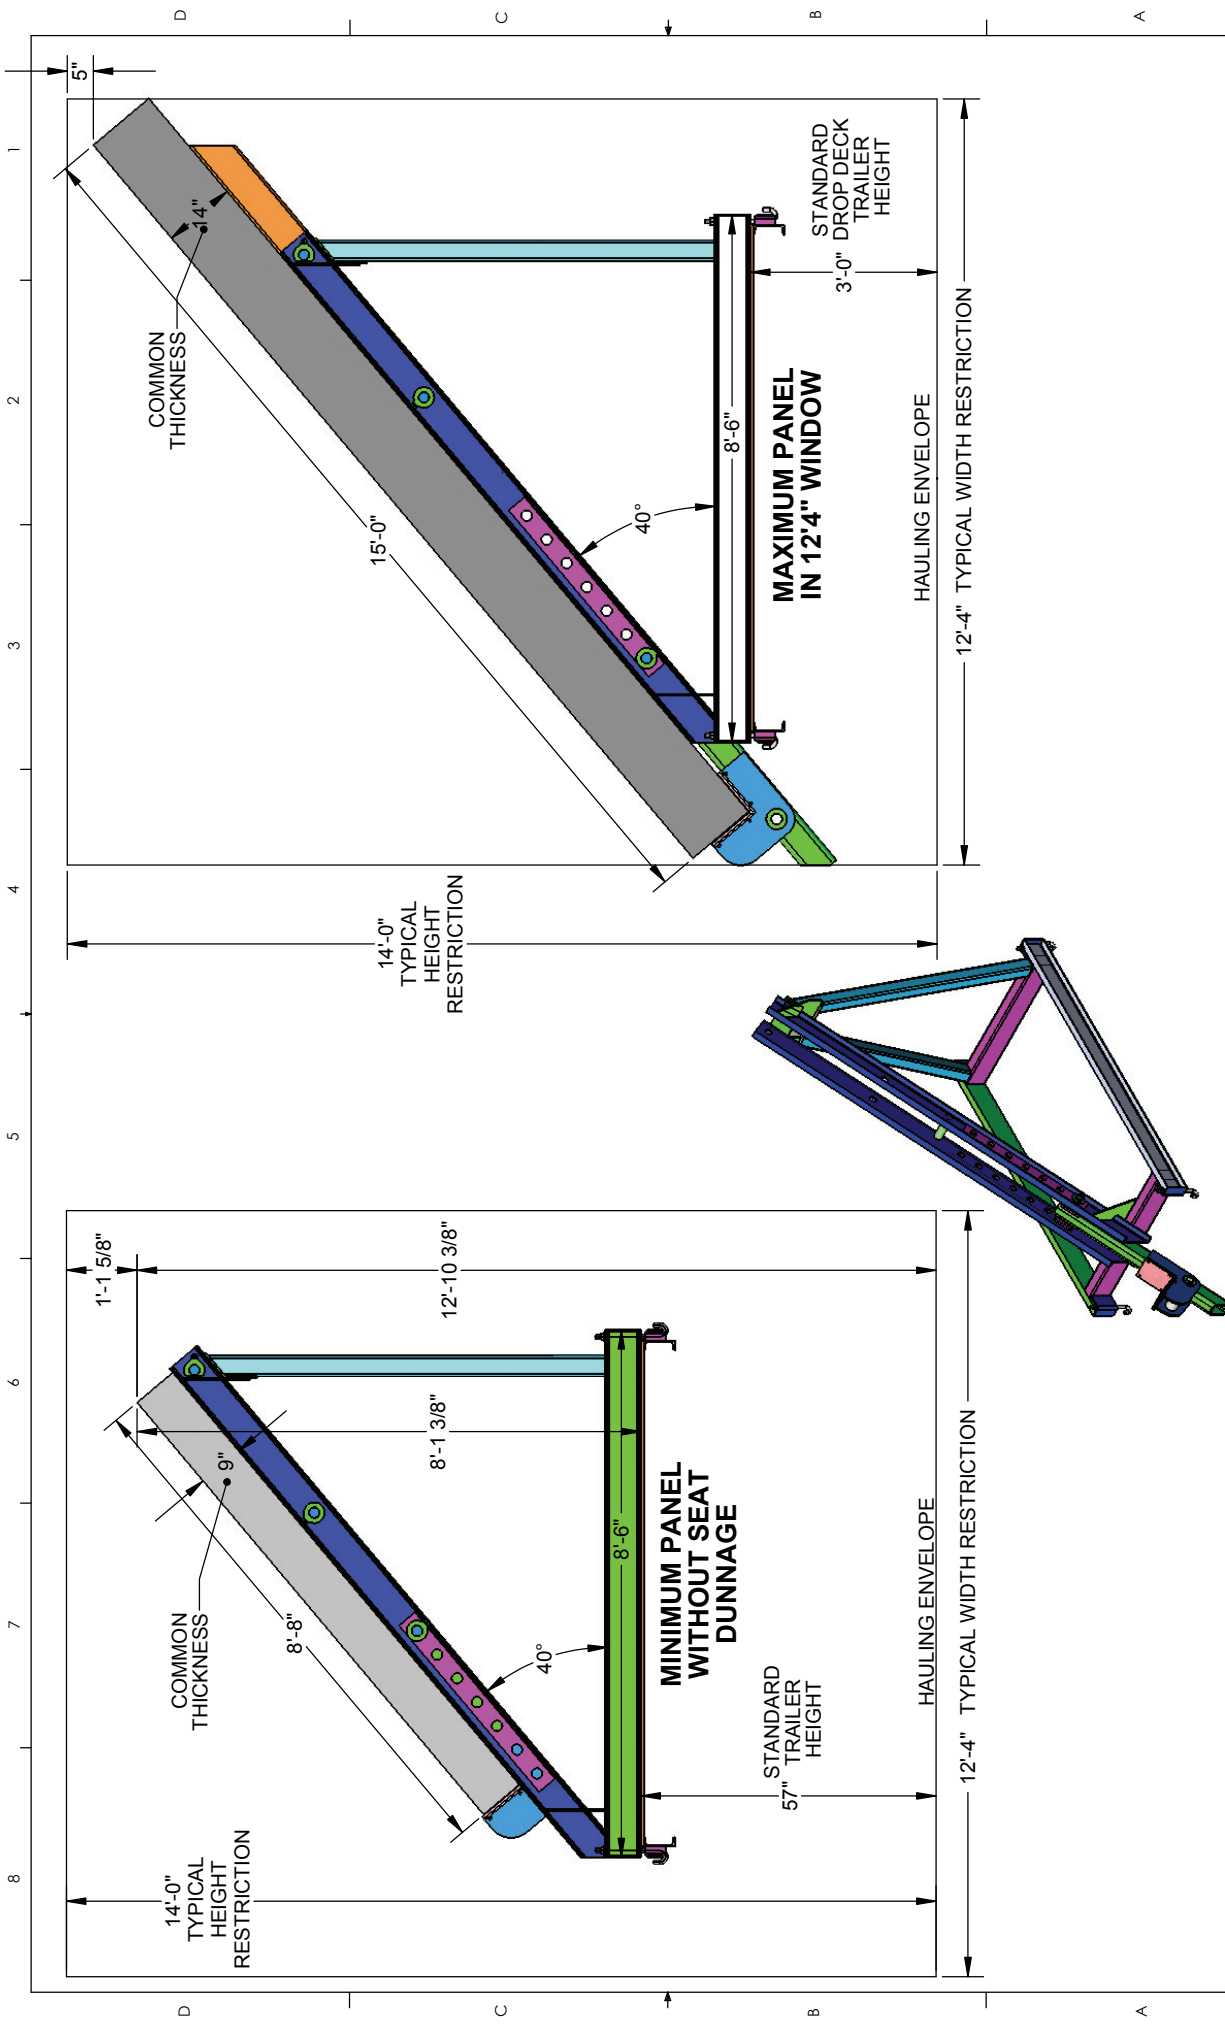 8
7
6
5
4
3
2
1
D
C
B
A
D
C
B
A
14'-0"
TYPICAL
HEIGHT
RESTRICTION
COMMON
THICKNESS
9"
8'-8"
40°
8'-6"
8'-1 3/8"
1'-1 5/8"
12'-10 3/8"
MINIMUM PANEL
WITHOUT SEAT
DUNNAGE
57"
STANDARD
TRAILER
HEIGHT
HAULING ENVELOPE
12'-4" TYPICAL WIDTH RESTRICTION
14'-0"
TYPICAL
HEIGHT
RESTRICTION
COMMON
THICKNESS
14"
5"
15'-0"
40°
8'-6"
MAXIMUM PANEL
IN 12'4" WINDOW
3'-0"
STANDARD
DROP DECK
TRAILER
HEIGHT
HAULING ENVELOPE
12'-4" TYPICAL WIDTH RESTRICTION